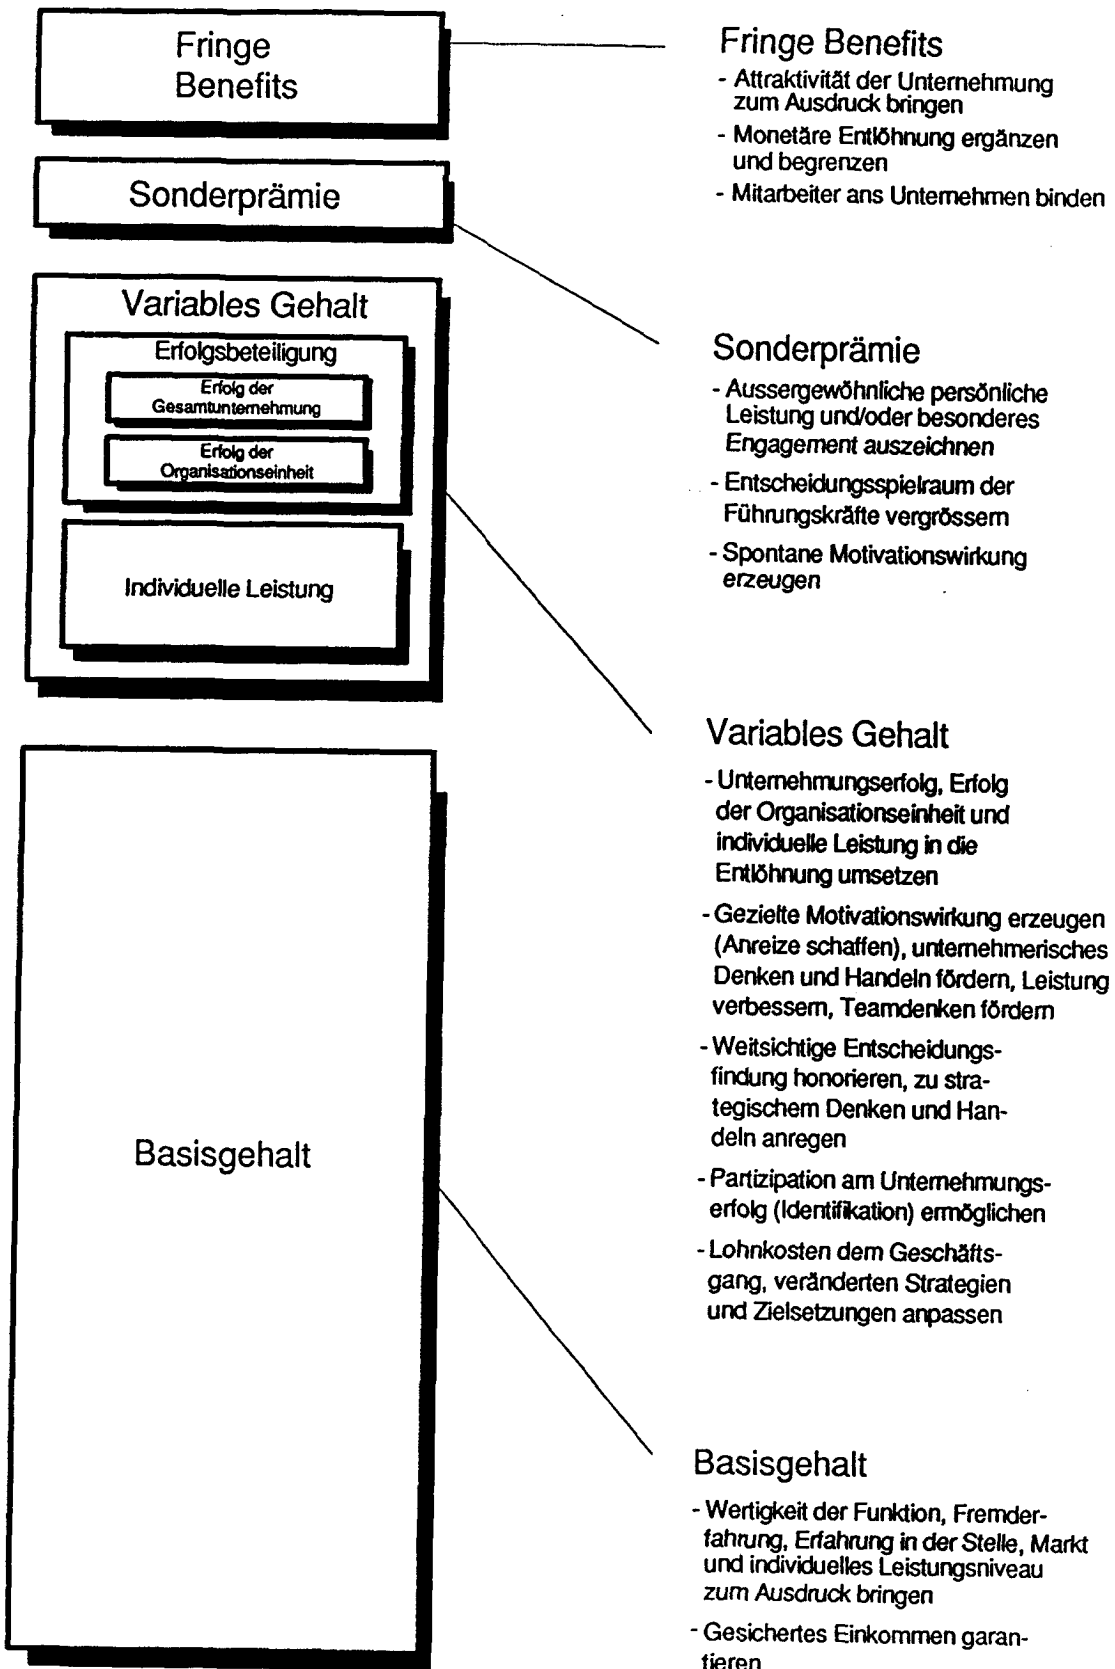 Fringe
Benefits
Sonderprämie
Variables Gehalt
Erfolgsbeteiligung
Erfolg der
Gesamtunternehmung
Erfolg der
Organisationseinheit
Individuelle Leistung
Basisgehalt
Fringe Benefits
- Attraktivität der Unternehmung
zum Ausdruck bringen
- Monetäre Entlöhnung ergänzen
und begrenzen
- Mitarbeiter ans Unternehmen binden
Sonderprämie
- Aussergewöhnliche persönliche
Leistung und/oder besonderes
Engagement auszeichnen
- Entscheidungsspielraum der
Führungskräfte vergrössern
- Spontane Motivationswirkung
erzeugen
Variables Gehalt
- Unternehmungserfolg, Erfolg
der Organisationseinheit und
individuelle Leistung in die
Entlöhnung umsetzen
- Gezielte Motivationswirkung erzeugen
(Anreize schaffen), unternehmerisches
Denken und Handeln fördern, Leistung
verbessern, Teamdenken fördern
- Weitsichtige Entscheidungs-
findung honorieren, zu stra-
tegischem Denken und Han-
deln anregen
- Partizipation am Unternehmungs-
erfolg (Identifikation) ermöglichen
- Lohnkosten dem Geschäfts-
gang, veränderten Strategien
und Zielsetzungen anpassen
Basisgehalt
- Wertigkeit der Funktion, Fremder-
fahrung, Erfahrung in der Stelle, Markt
und individuelles Leistungsniveau
zum Ausdruck bringen
- Gesichertes Einkommen garan-
tieren